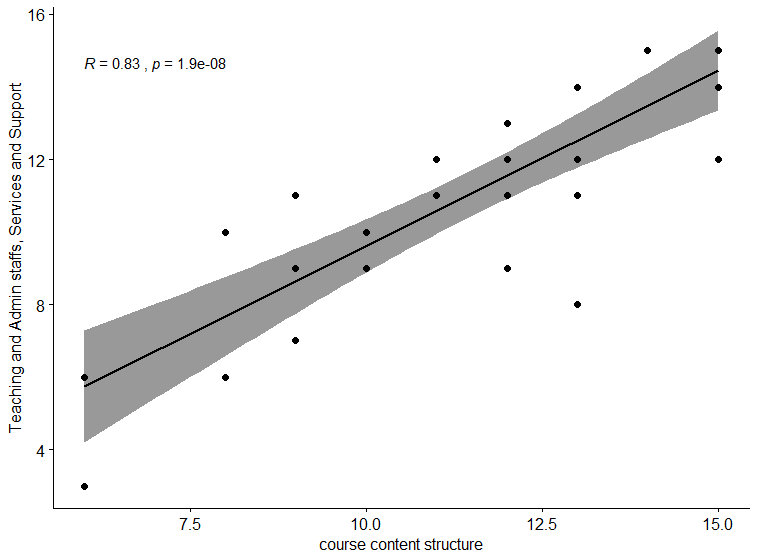 16
R = 0.83 , p = 1.9e-08
12
8
4
Teaching and Admin staffs, Services and Support
7.5 10.0 12.5 15.0
course content structure